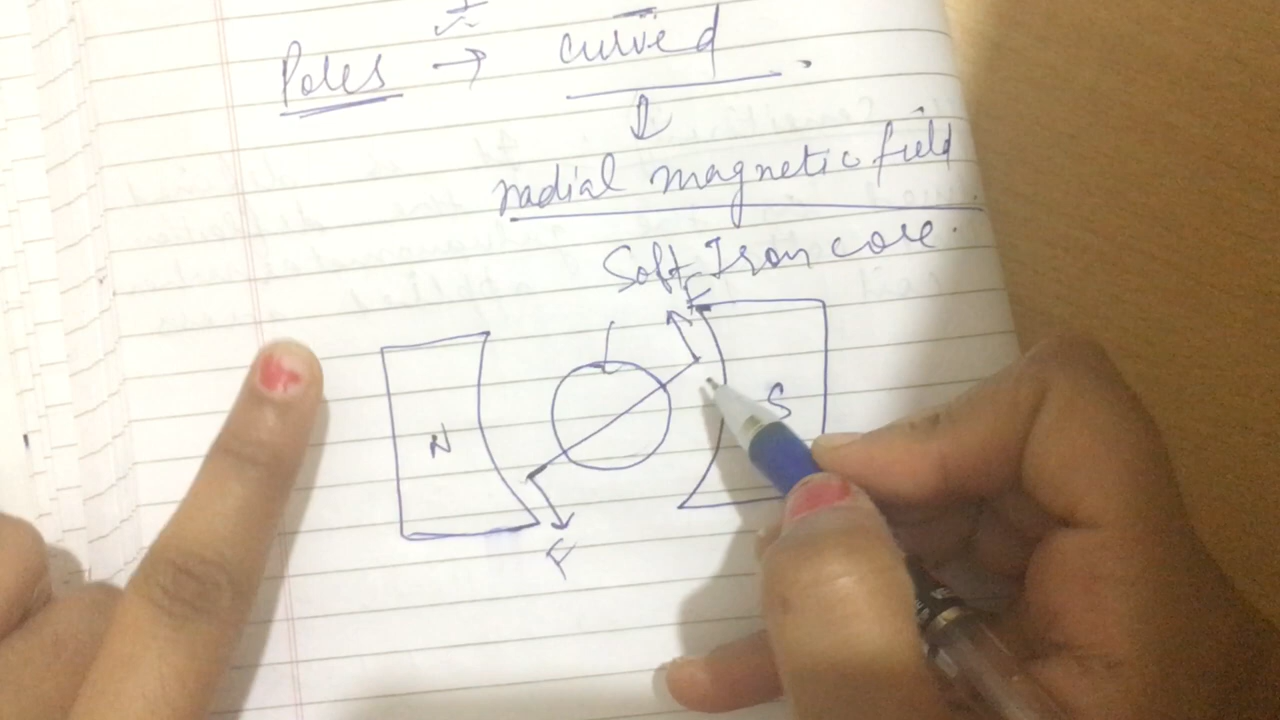 Poles → curved.
radial magnetic field
Soft Iron core.
F
N
S
F